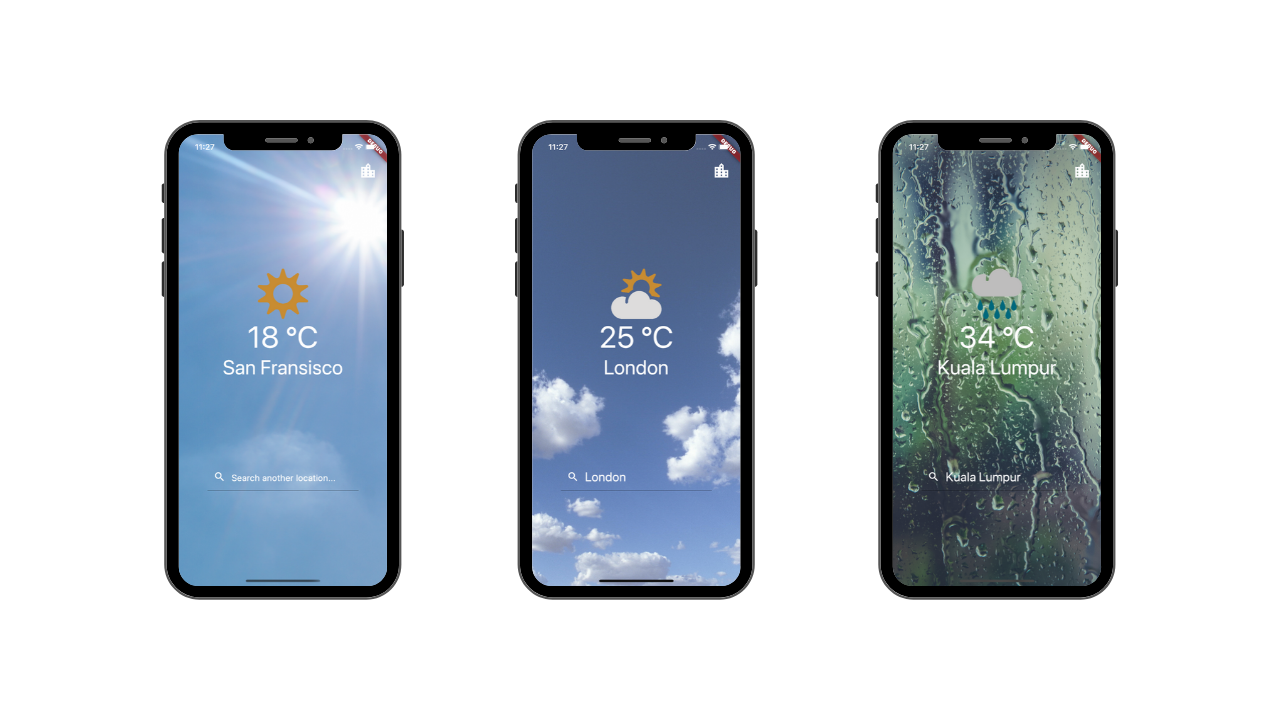 11:27
DEBUG
18 °C
San Fransisco
Search another location...
11:27
DEBUG
25 °C
London
London
11:27
DEBUG
34 °C
Kuala Lumpur
Kuala Lumpur